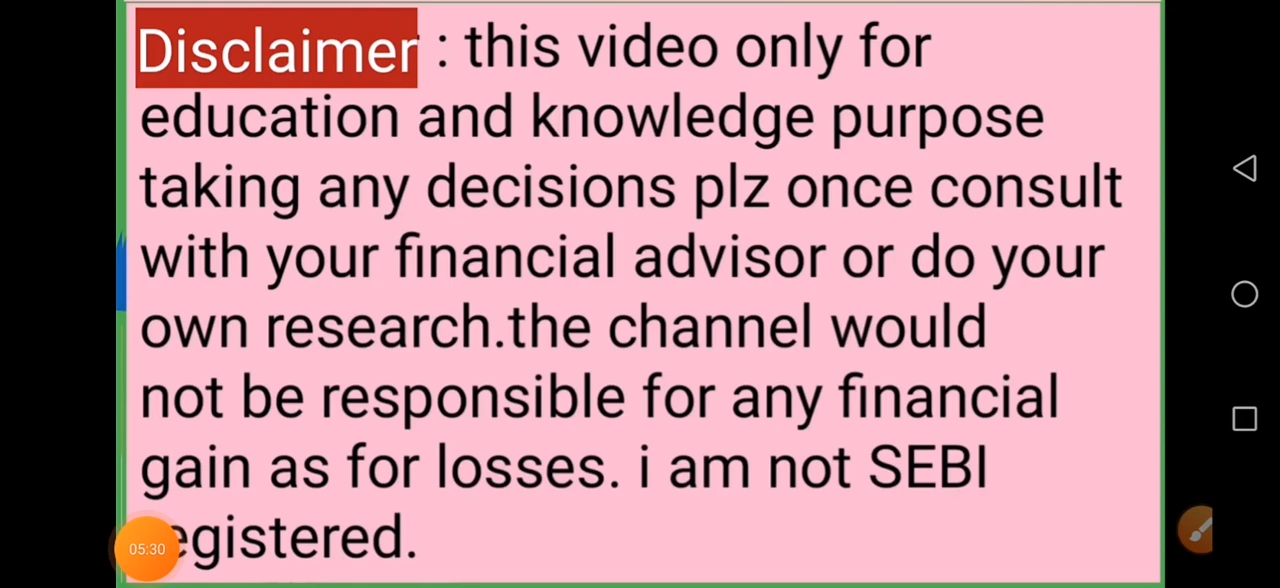 Disclaimer : this video only for
education and knowledge purpose
taking any decisions plz once consult
with your financial advisor or do your
own research.the channel would
not be responsible for any financial
gain as for losses. i am not SEBI
egistered.
05:30